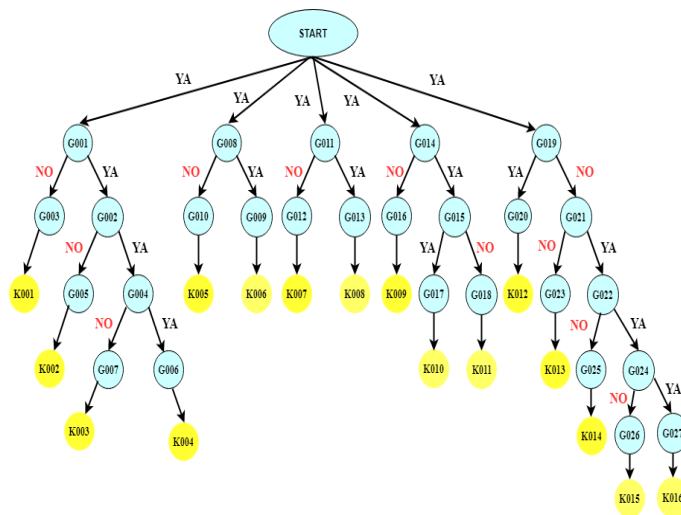 START
YA
YA
YA
YA
YA
G001
G008
G011
G014
G019
NO
YA
NO
YA
NO
YA
NO
YA
YA
NO
G003
G002
G010
G009
G012
G013
G016
G015
G020
G021
NO
YA
YA
NO
NO
YA
K001
G005
G004
K005
K006
K007
K008
K009
G017
G018
K012
G023
G022
NO
YA
NO
YA
K002
G007
G006
K010
K011
K013
G025
G024
NO
YA
K003
K004
K014
G026
G027
K015
K016